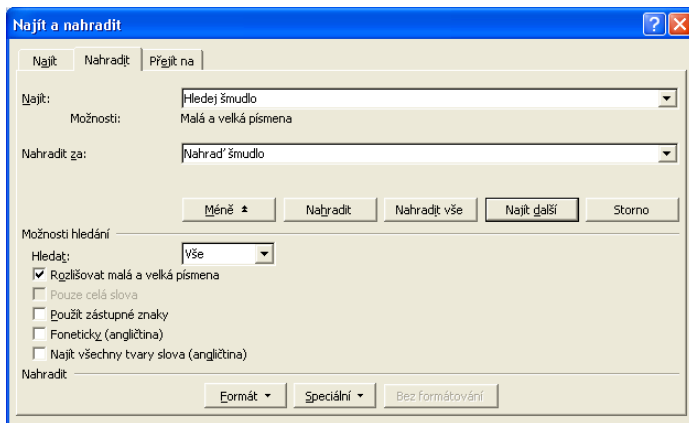 Najít a nahradit
Najít Nahradit Přejít na
Najít: Hledej šmudlo
Možnosti: Malá a velká písmena
Nahradit za: Nahraď šmudlo
Méně Nahradit Nahradit vše Najít další Storno
Možnosti hledání
Hledat: Vše
Rozlišovat malá a velká písmena
Pouze celá slova
Použít zástupné znaky
Foneticky (angličtina)
Najít všechny tvary slova (angličtina)
Nahradit
Formát Speciální Bez formátování